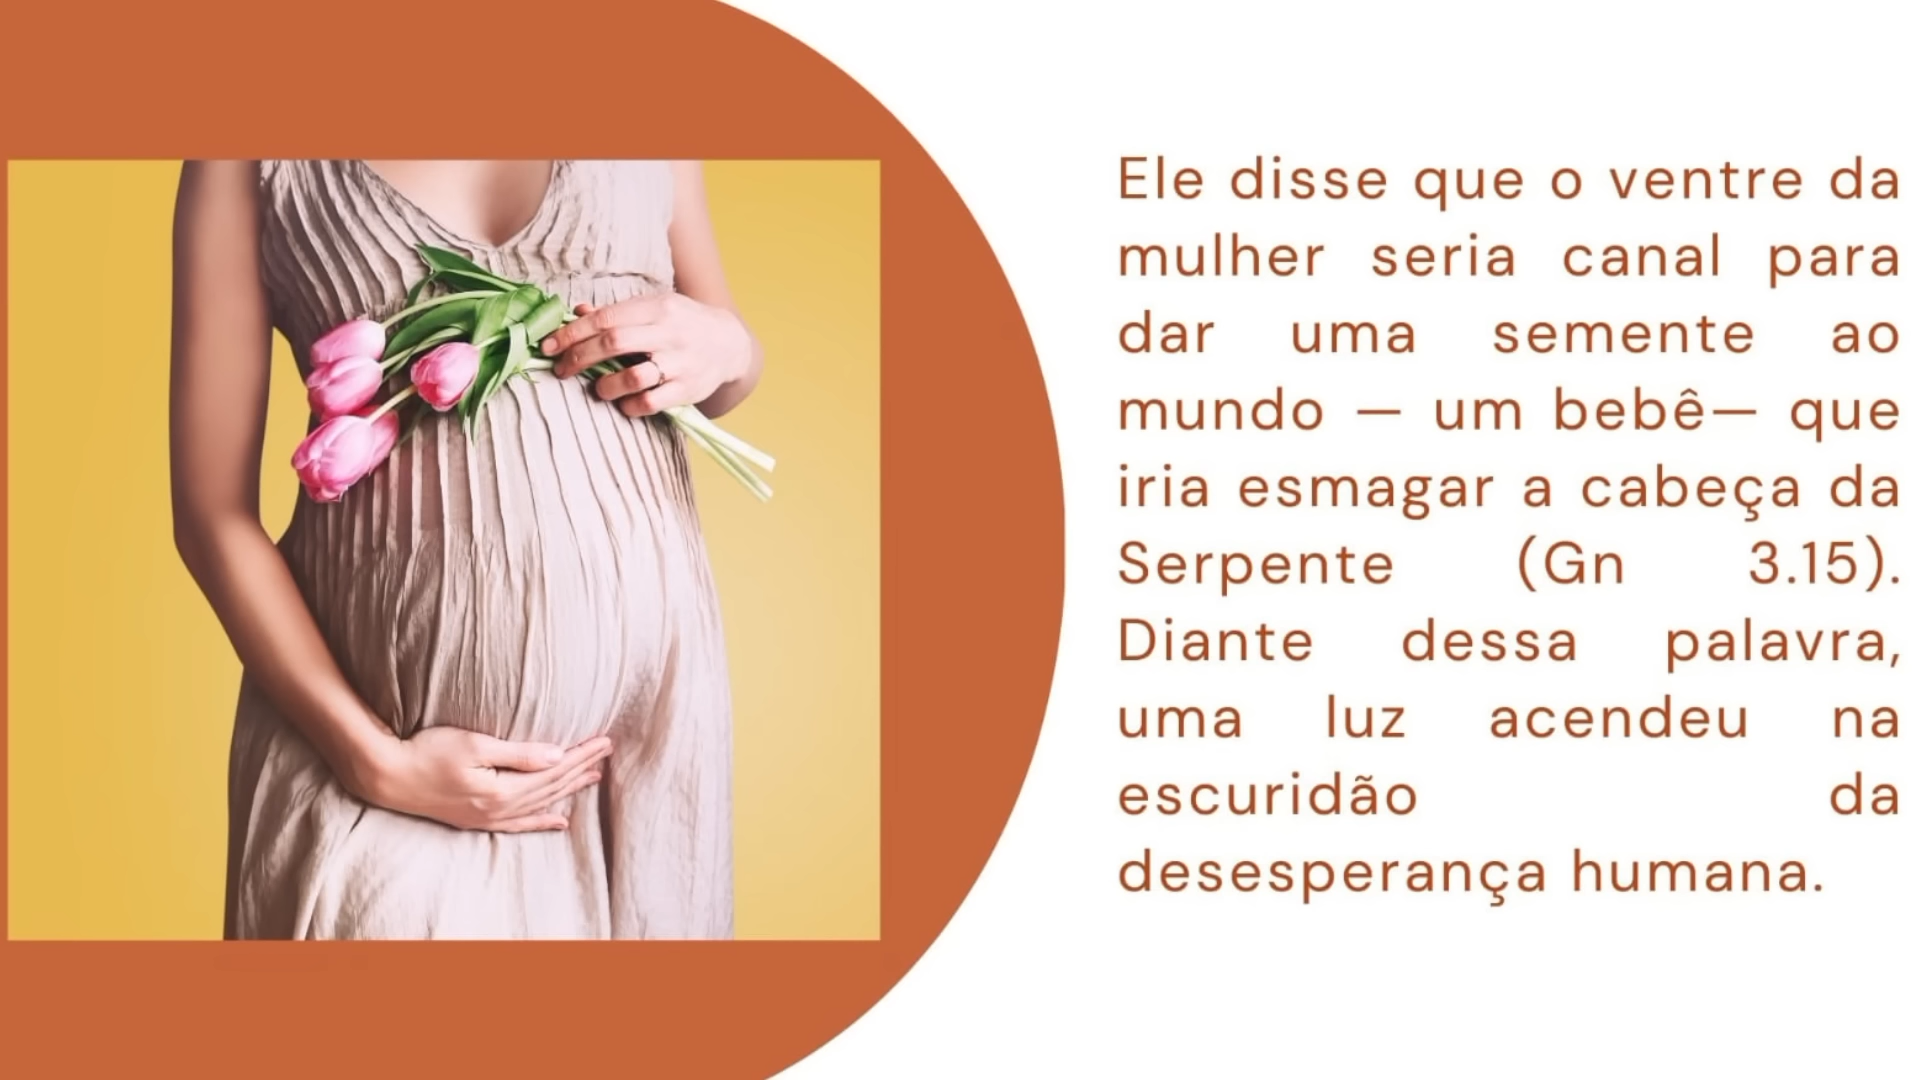 Ele disse que o ventre da
mulher seria canal para
dar uma semente ao
mundo — um bebê— que
iria esmagar a cabeça da
Serpente (Gn 3.15).
Diante dessa palavra,
uma luz acendeu na
escuridão da
desesperança humana.